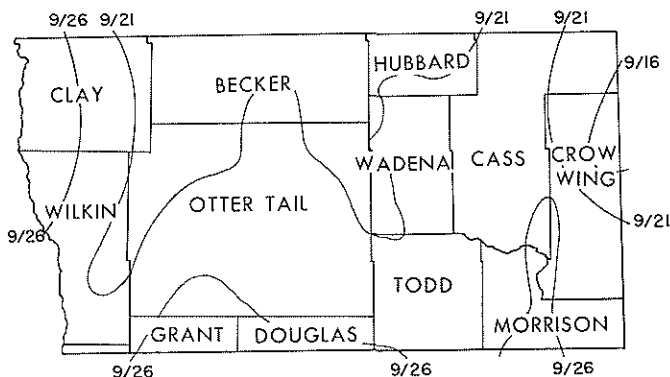 9/26 9/21 9/21 9/21
9/16
HUBBARD
BECKER
CLAY
CROW
WING
WADENA CASS
OTTER TAIL
WILKIN
9/21
9/26
TODD
MORRISON
GRANT DOUGLAS
9/26 9/26 9/26